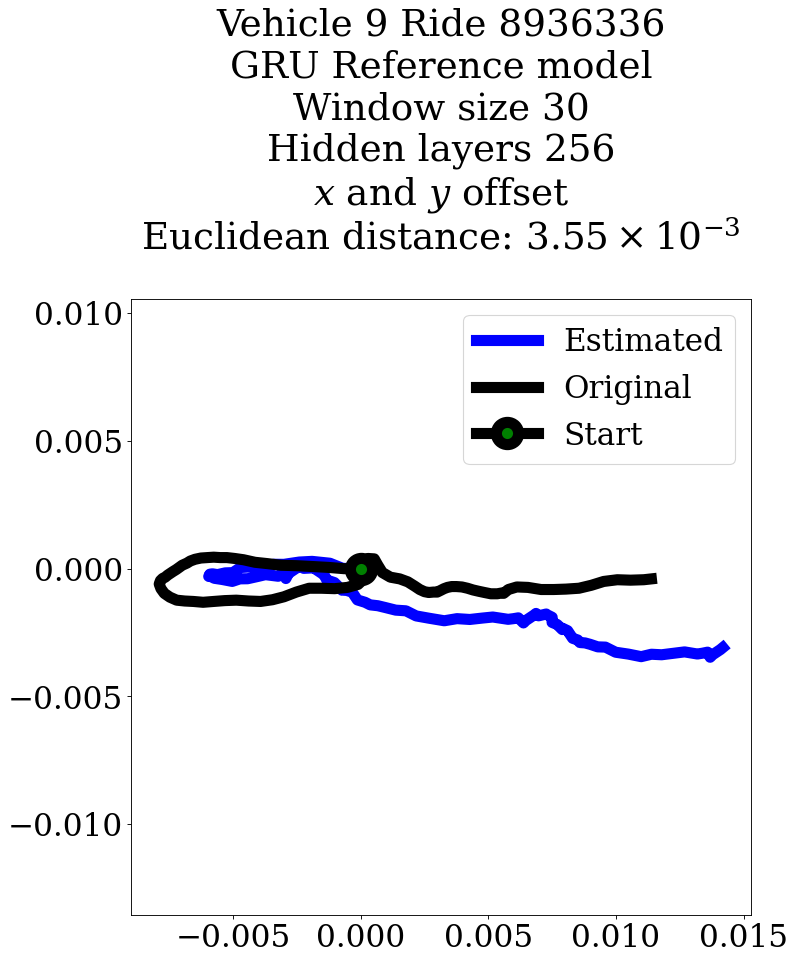 Vehicle 9 Ride 8936336
GRU Reference model
Window size 30
Hidden layers 256
x and y offset
Euclidean distance: 3.55 × 10⁻³
0.010
0.005
0.000
−0.005
−0.010
Estimated
Original
Start
−0.005 0.000 0.005 0.010 0.015